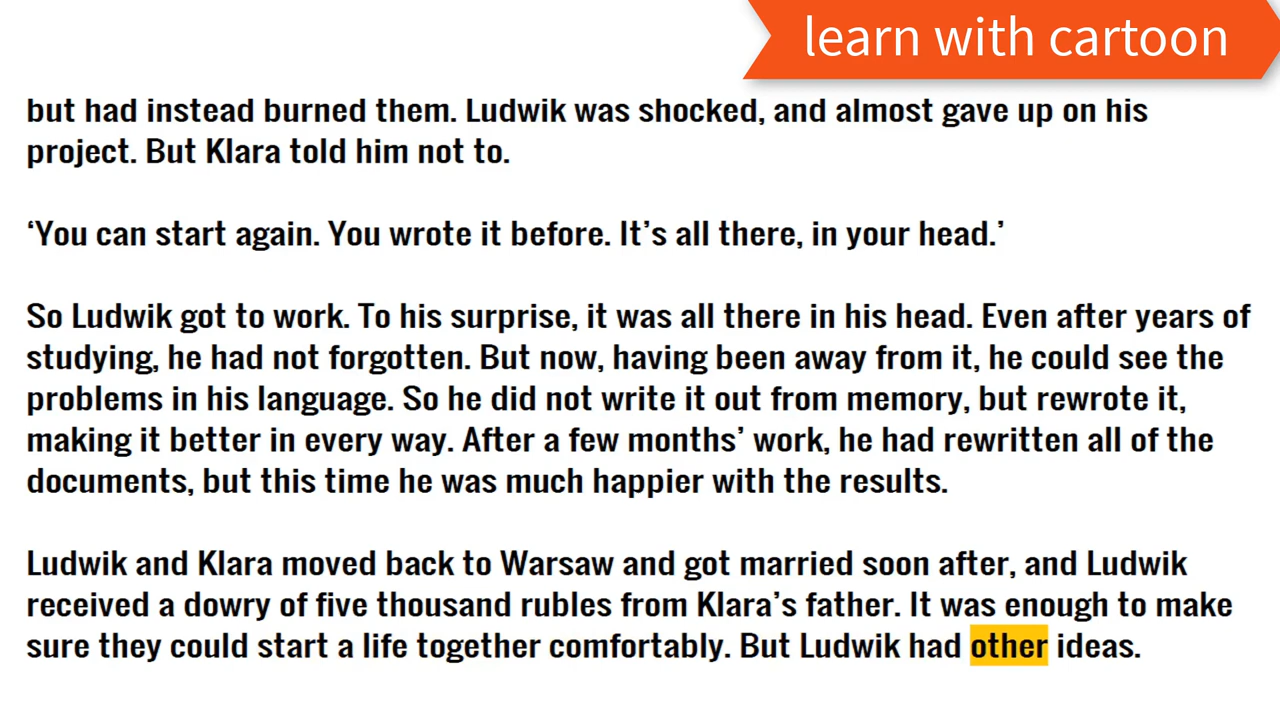 learn with cartoon
but had instead burned them. Ludwik was shocked, and almost gave up on his
project. But Klara told him not to.
‘You can start again. You wrote it before. It’s all there, in your head.’
So Ludwik got to work. To his surprise, it was all there in his head. Even after years of
studying, he had not forgotten. But now, having been away from it, he could see the
problems in his language. So he did not write it out from memory, but rewrote it,
making it better in every way. After a few months’ work, he had rewritten all of the
documents, but this time he was much happier with the results.
Ludwik and Klara moved back to Warsaw and got married soon after, and Ludwik
received a dowry of five thousand rubles from Klara’s father. It was enough to make
sure they could start a life together comfortably. But Ludwik had other ideas.